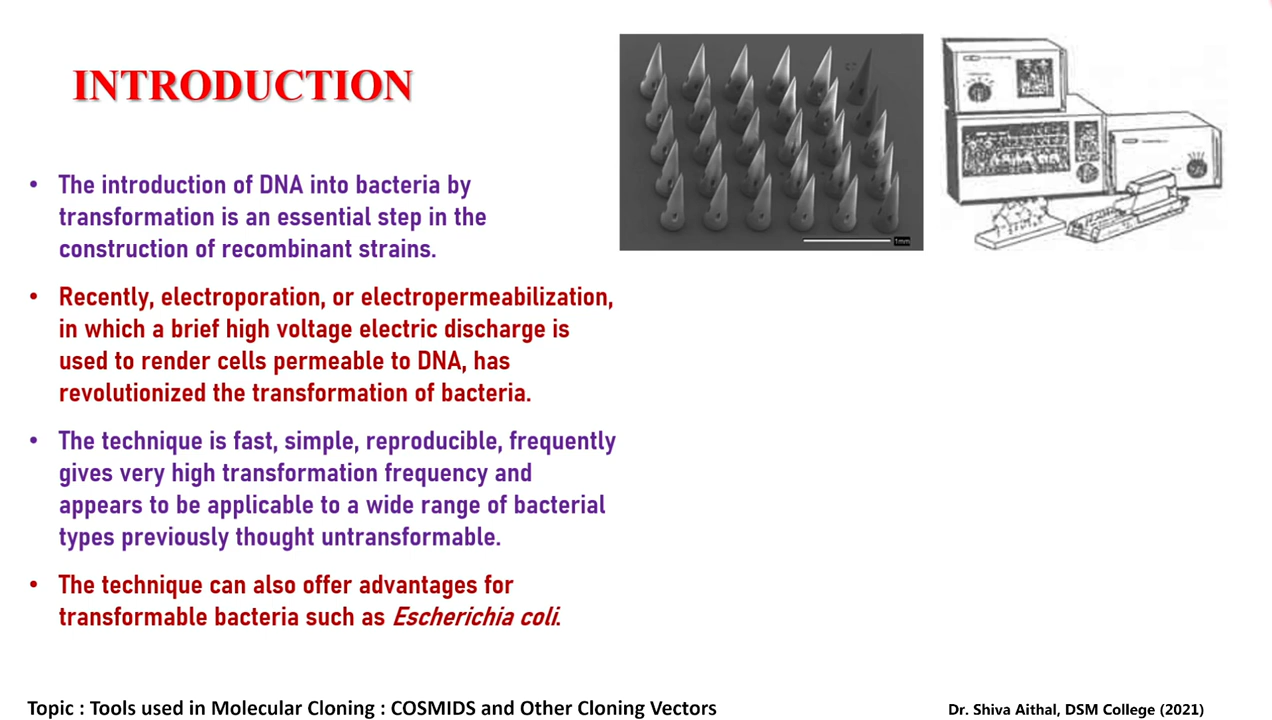 INTRODUCTION
• The introduction of DNA into bacteria by
transformation is an essential step in the
construction of recombinant strains.
• Recently, electroporation, or electropermeabilization,
in which a brief high voltage electric discharge is
used to render cells permeable to DNA, has
revolutionized the transformation of bacteria.
• The technique is fast, simple, reproducible, frequently
gives very high transformation frequency and
appears to be applicable to a wide range of bacterial
types previously thought untransformable.
• The technique can also offer advantages for
transformable bacteria such as Escherichia coli.
1mm
Topic : Tools used in Molecular Cloning : COSMIDS and Other Cloning Vectors
Dr. Shiva Aithal, DSM College (2021)